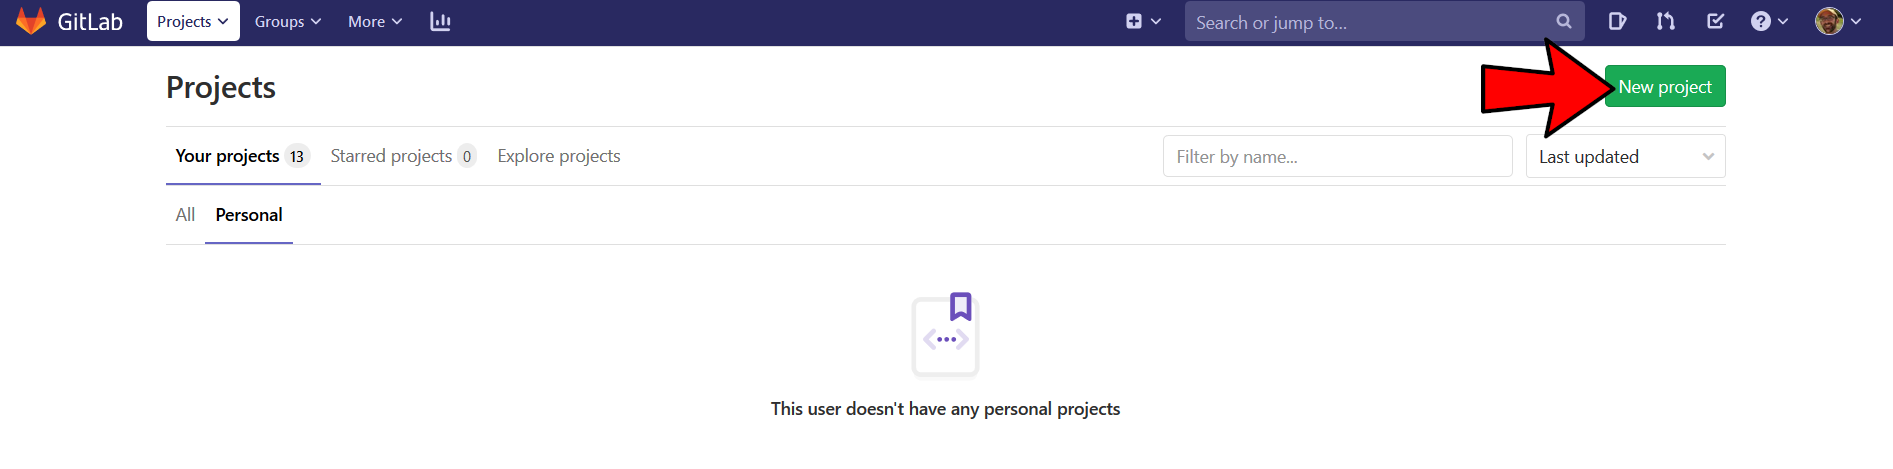 GitLab Projects Groups More Search or jump to...
Projects New project
Your projects 13 Starred projects 0 Explore projects Filter by name... Last updated
All Personal
This user doesn't have any personal projects